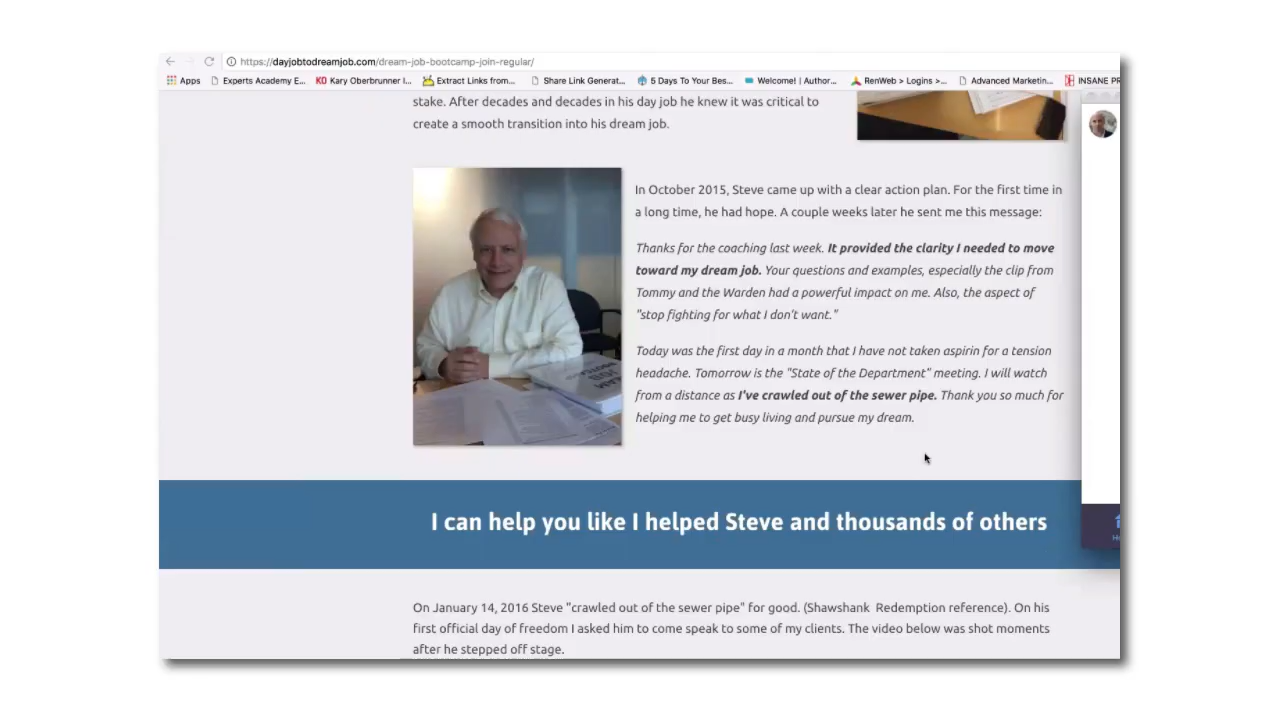 https://dayjobtodreamjob.com/dream-job-bootcamp-join-regular/
Apps Experts Academy E... KO Kary Oberbrunner I... Extract Links from... Share Link Generat... 5 Days To Your Bes... Welcome! | Author... RenWeb > Logins >... Advanced Marketin... INSANE PR
stake. After decades and decades in his day job he knew it was critical to
create a smooth transition into his dream job.
In October 2015, Steve came up with a clear action plan. For the first time in
a long time, he had hope. A couple weeks later he sent me this message:
Thanks for the coaching last week. It provided the clarity I needed to move
toward my dream job. Your questions and examples, especially the clip from
Tommy and the Warden had a powerful impact on me. Also, the aspect of
"stop fighting for what I don't want."
Today was the first day in a month that I have not taken aspirin for a tension
headache. Tomorrow is the "State of the Department" meeting. I will watch
from a distance as I've crawled out of the sewer pipe. Thank you so much for
helping me to get busy living and pursue my dream.
I can help you like I helped Steve and thousands of others
On January 14, 2016 Steve "crawled out of the sewer pipe" for good. (Shawshank Redemption reference). On his
first official day of freedom I asked him to come speak to some of my clients. The video below was shot moments
after he stepped off stage.